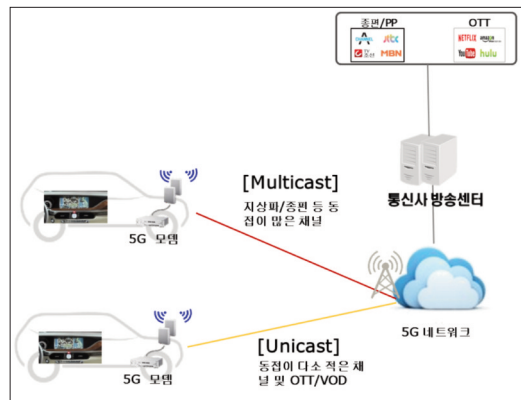 종편/PP
OTT
jtbc
NETFLIX amazon
TV
MBN
YouTube hulu
[Multicast]
지상파/종편 등 동
접이 많은 채널
통신사 방송센터
5G 모뎀
5G 네트워크
[Unicast]
동접이 다소 적은 채
널 및 OTT/VOD
5G 모뎀